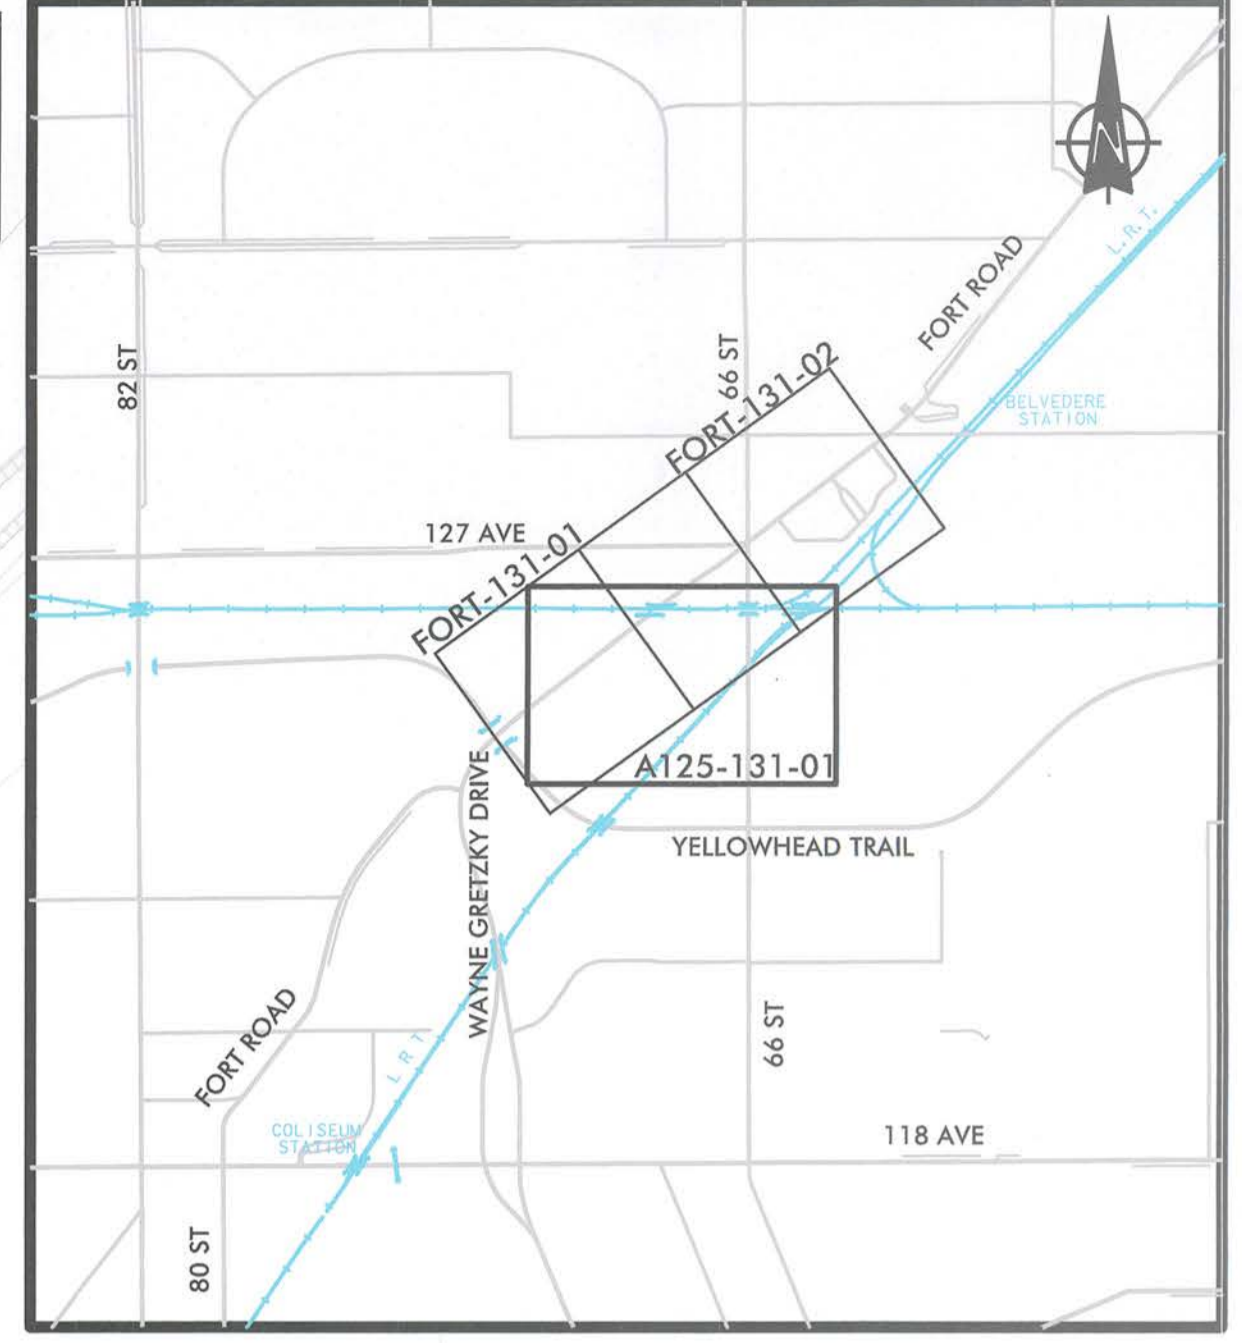 N
L.R.T.
FORT ROAD
82 ST
66 ST
FORT-131-02
BELVEDERE
STATION
127 AVE
FORT-131-01
A125-131-01
WAYNE GRETZKY DRIVE
YELLOWHEAD TRAIL
FORT ROAD
66 ST
L R T
COLISEUM
STATION
118 AVE
80 ST